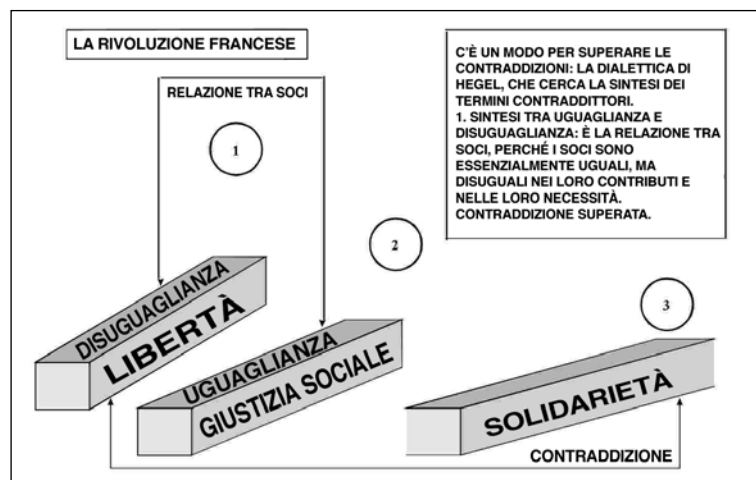 LA RIVOLUZIONE FRANCESE
RELAZIONE TRA SOCI
C'È UN MODO PER SUPERARE LE
CONTRADDIZIONI: LA DIALETTICA DI
HEGEL, CHE CERCA LA SINTESI DEI
TERMINI CONTRADDITTORI.
1. SINTESI TRA UGUAGLIANZA E
DISUGUAGLIANZA: È LA RELAZIONE TRA
SOCI, PERCHÉ I SOCI SONO
ESSENZIALMENTE UGUALI, MA
DISUGUALI NEI LORO CONTRIBUTI E
NELLE LORO NECESSITÀ.
CONTRADDIZIONE SUPERATA.
1
2
3
DISUGUAGLIANZA
LIBERTÀ
UGUAGLIANZA
GIUSTIZIA SOCIALE
SOLIDARIETÀ
CONTRADDIZIONE